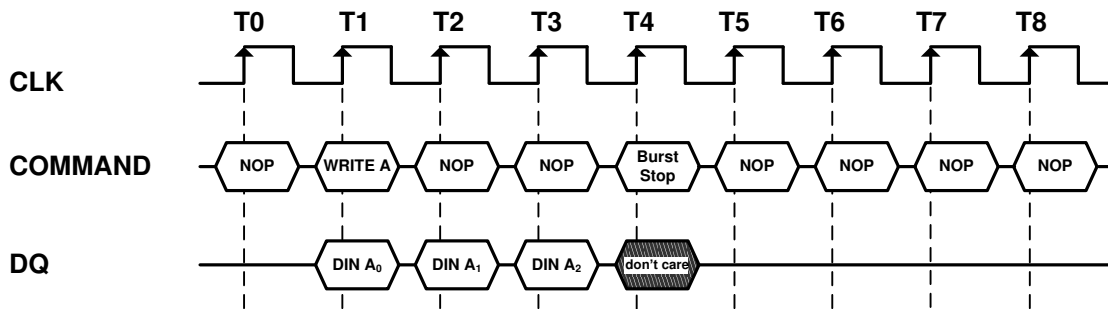 T0 T1 T2 T3 T4 T5 T6 T7 T8
CLK
COMMAND NOP WRITE A NOP NOP Burst Stop NOP NOP NOP NOP
DQ DIN A₀ DIN A₁ DIN A₂ don't care